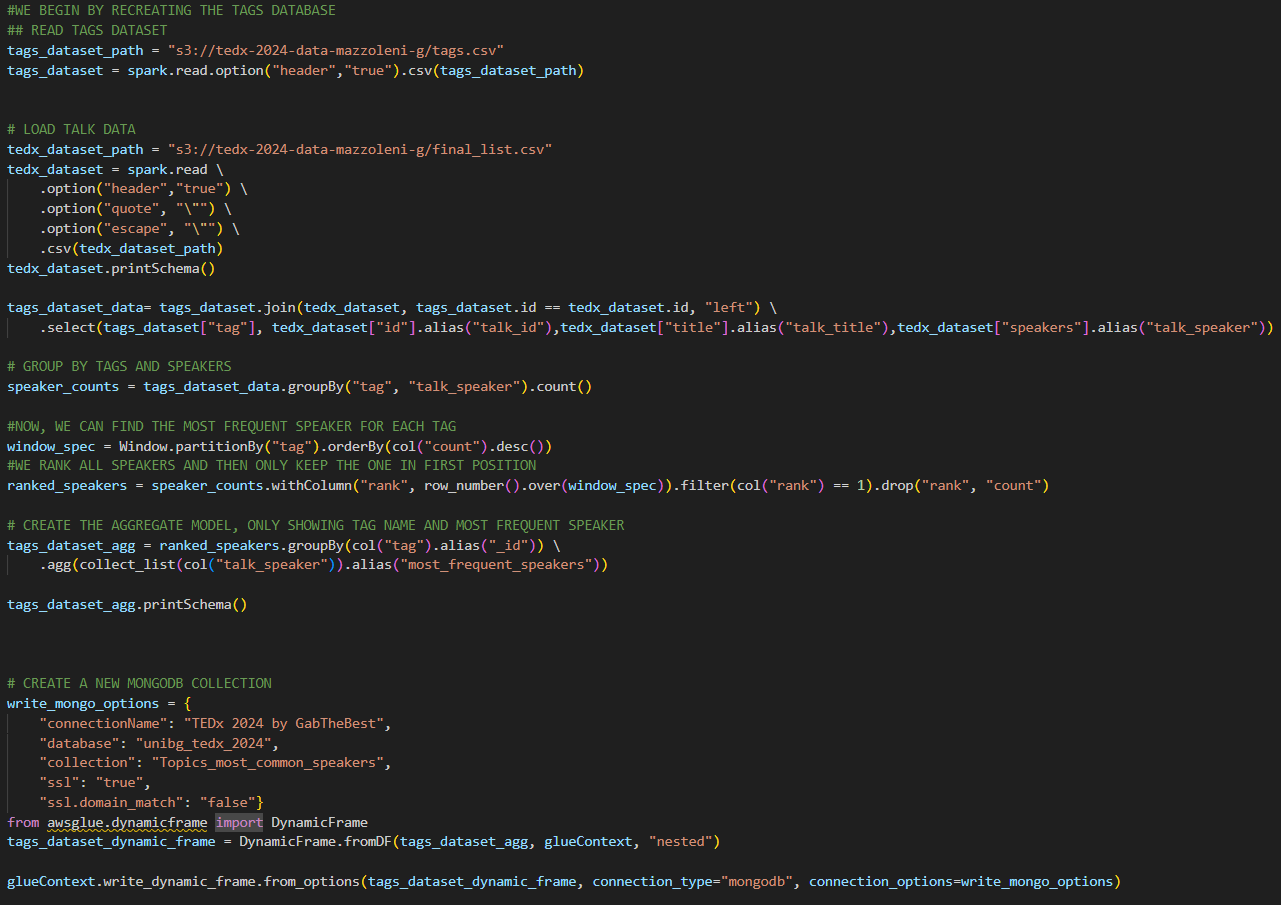 #WE BEGIN BY RECREATING THE TAGS DATABASE
## READ TAGS DATASET
tags_dataset_path = "s3://tedx-2024-data-mazzoleni-g/tags.csv"
tags_dataset = spark.read.option("header","true").csv(tags_dataset_path)
# LOAD TALK DATA
tedx_dataset_path = "s3://tedx-2024-data-mazzoleni-g/final_list.csv"
tedx_dataset = spark.read \
    .option("header","true") \
    .option("quote", "\"") \
    .option("escape", "\"") \
    .csv(tedx_dataset_path)
tedx_dataset.printSchema()
tags_dataset_data= tags_dataset.join(tedx_dataset, tags_dataset.id == tedx_dataset.id, "left") \
    .select(tags_dataset["tag"], tedx_dataset["id"].alias("talk_id"),tedx_dataset["title"].alias("talk_title"),tedx_dataset["speakers"].alias("talk_speaker"))
# GROUP BY TAGS AND SPEAKERS
speaker_counts = tags_dataset_data.groupBy("tag", "talk_speaker").count()
#NOW, WE CAN FIND THE MOST FREQUENT SPEAKER FOR EACH TAG
window_spec = Window.partitionBy("tag").orderBy(col("count").desc())
#WE RANK ALL SPEAKERS AND THEN ONLY KEEP THE ONE IN FIRST POSITION
ranked_speakers = speaker_counts.withColumn("rank", row_number().over(window_spec)).filter(col("rank") == 1).drop("rank", "count")
# CREATE THE AGGREGATE MODEL, ONLY SHOWING TAG NAME AND MOST FREQUENT SPEAKER
tags_dataset_agg = ranked_speakers.groupBy(col("tag").alias("_id")) \
    .agg(collect_list(col("talk_speaker")).alias("most_frequent_speakers"))
tags_dataset_agg.printSchema()
# CREATE A NEW MONGODB COLLECTION
write_mongo_options = {
    "connectionName": "TEDx 2024 by GabTheBest",
    "database": "unibg_tedx_2024",
    "collection": "Topics_most_common_speakers",
    "ssl": "true",
    "ssl.domain_match": "false"}
from awsglue.dynamicframe import DynamicFrame
tags_dataset_dynamic_frame = DynamicFrame.fromDF(tags_dataset_agg, glueContext, "nested")
glueContext.write_dynamic_frame.from_options(tags_dataset_dynamic_frame, connection_type="mongodb", connection_options=write_mongo_options)